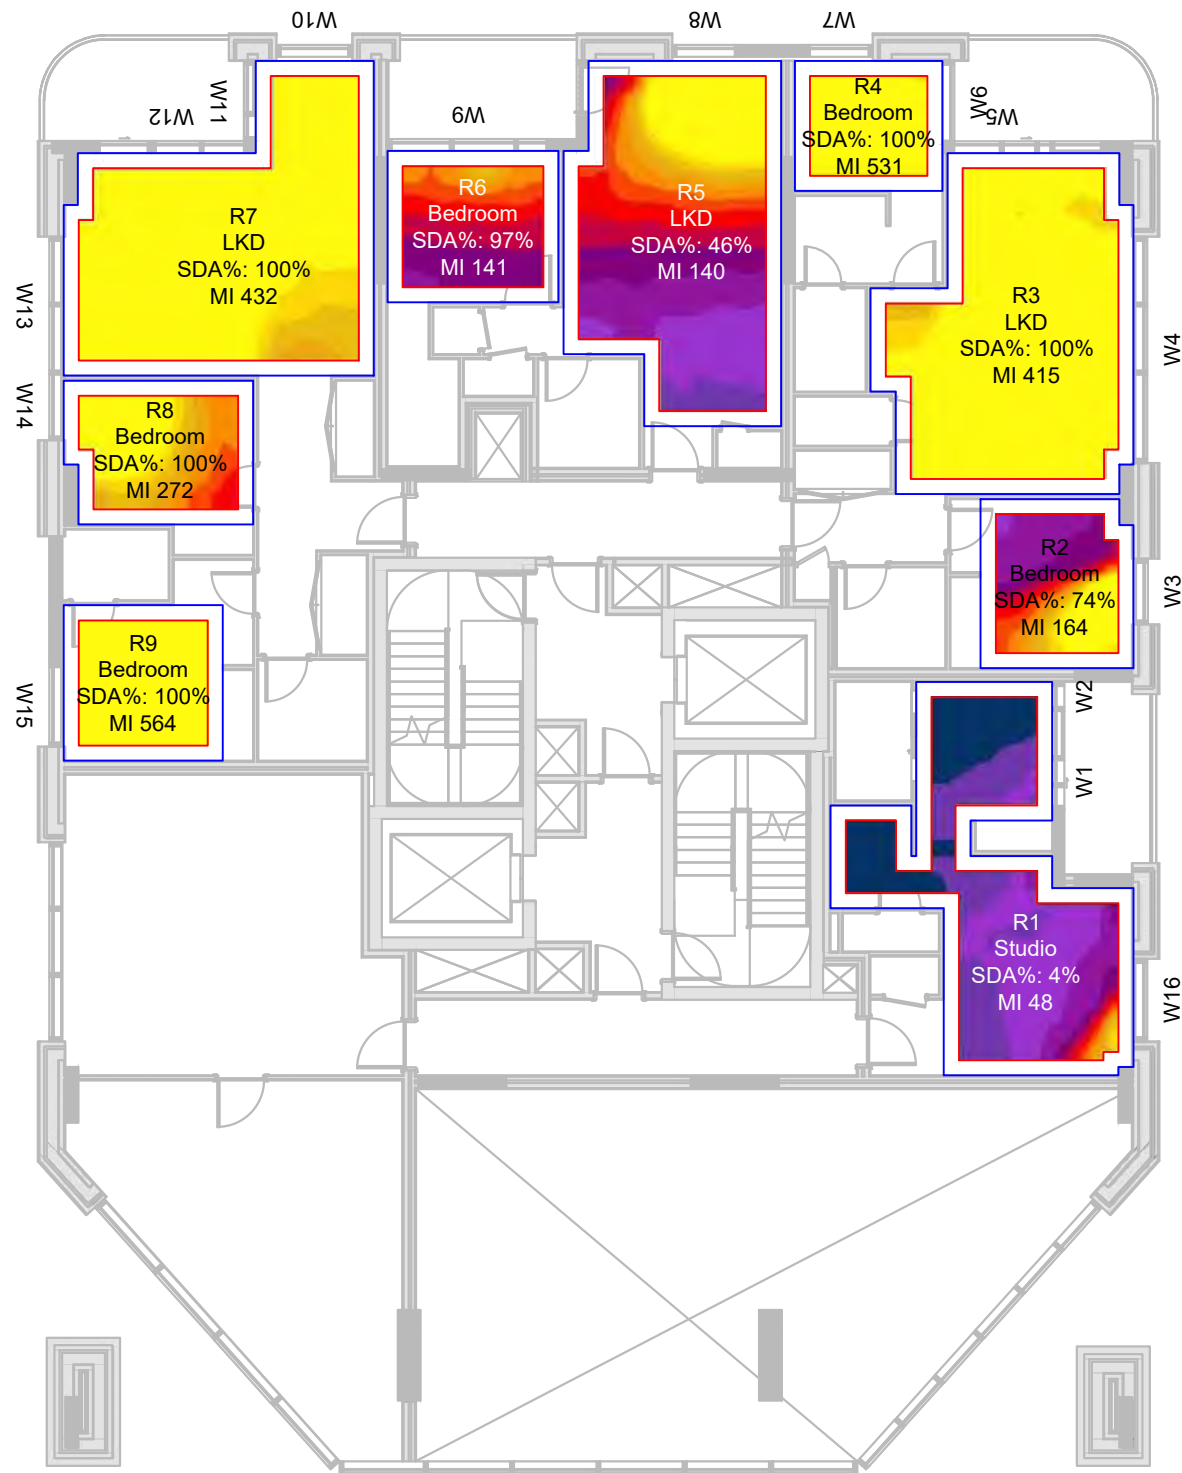 W10
W8
W7
W11
W12
W9
W6
W5
R4
Bedroom
SDA%: 100%
MI 531
R6
Bedroom
SDA%: 97%
MI 141
R5
LKD
SDA%: 46%
MI 140
R7
LKD
SDA%: 100%
MI 432
R3
LKD
SDA%: 100%
MI 415
W13
W4
W14
R8
Bedroom
SDA%: 100%
MI 272
R2
Bedroom
SDA%: 74%
MI 164
W3
R9
Bedroom
SDA%: 100%
MI 564
W15
W2
W1
R1
Studio
SDA%: 4%
MI 48
W16